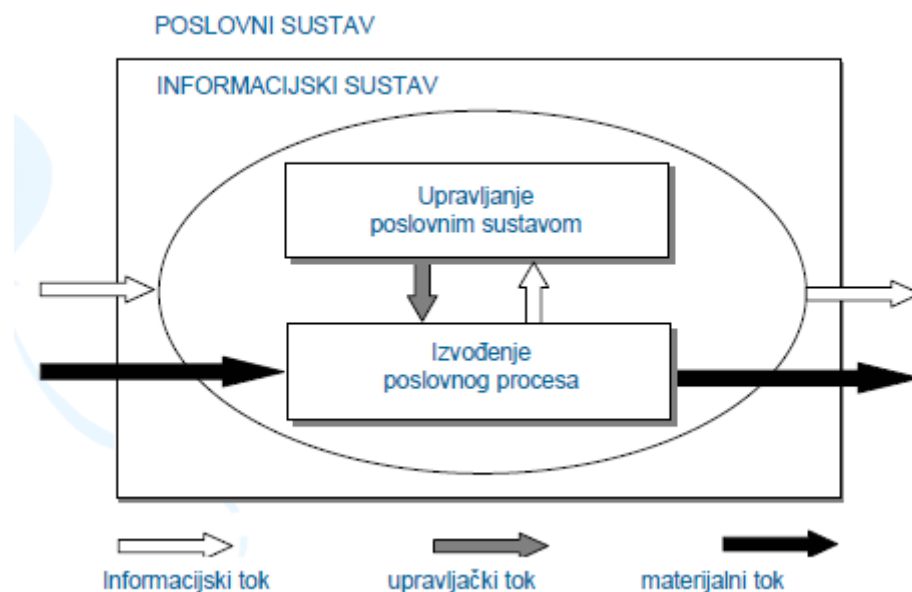 POSLOVNI SUSTAV
INFORMACIJSKI SUSTAV
Upravljanje
poslovnim sustavom
Izvođenje
poslovnog procesa
Informacijski tok
upravljački tok
materijalni tok